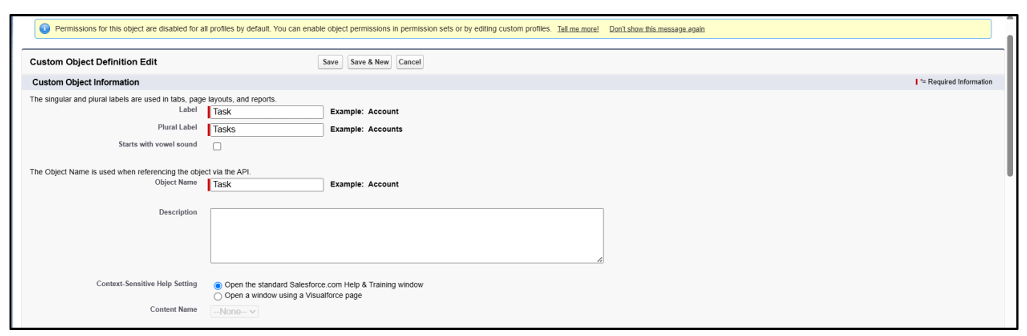 Permissions for this object are disabled for all profiles by default. You can enable object permissions in permission sets or by editing custom profiles. Tell me more! Don't show this message again
Custom Object Definition Edit Save Save & New Cancel
Custom Object Information = Required Information
The singular and plural labels are used in tabs, page layouts, and reports.
Label Task Example: Account
Plural Label Tasks Example: Accounts
Starts with vowel sound
The Object Name is used when referencing the object via the API.
Object Name Task Example: Account
Description
Context-Sensitive Help Setting Open the standard Salesforce.com Help & Training window
Open a window using a Visualforce page
Content Name --None--